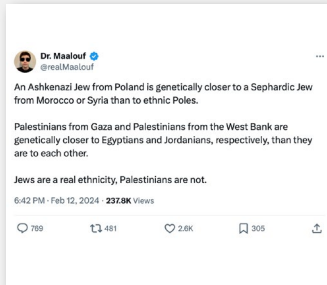 Dr. Maalouf
@realMaalouf
An Ashkenazi Jew from Poland is genetically closer to a Sephardic Jew
from Morocco or Syria than to ethnic Poles.
Palestinians from Gaza and Palestinians from the West Bank are
genetically closer to Egyptians and Jordanians, respectively, than they
are to each other.
Jews are a real ethnicity, Palestinians are not.
6:42 PM · Feb 12, 2024 · 237.8K Views
769 481 2.6K 305